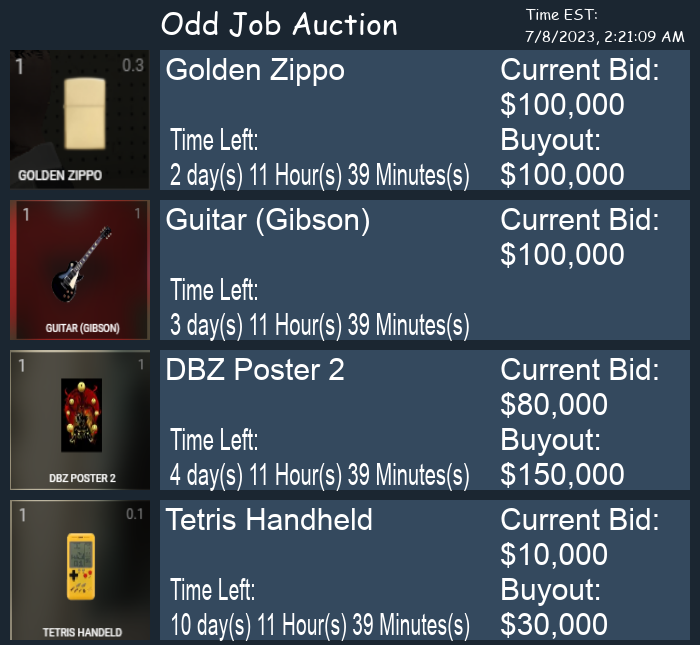 Odd Job Auction
Time EST:
7/8/2023, 2:21:09 AM
1
0.3
GOLDEN ZIPPO
Golden Zippo
Time Left:
2 day(s) 11 Hour(s) 39 Minutes(s)
Current Bid:
$100,000
Buyout:
$100,000
1
1
GUITAR (GIBSON)
Guitar (Gibson)
Time Left:
3 day(s) 11 Hour(s) 39 Minutes(s)
Current Bid:
$100,000
1
1
DBZ POSTER 2
DBZ Poster 2
Time Left:
4 day(s) 11 Hour(s) 39 Minutes(s)
Current Bid:
$80,000
Buyout:
$150,000
1
0.1
TETRIS HANDELD
Tetris Handheld
Time Left:
10 day(s) 11 Hour(s) 39 Minutes(s)
Current Bid:
$10,000
Buyout:
$30,000